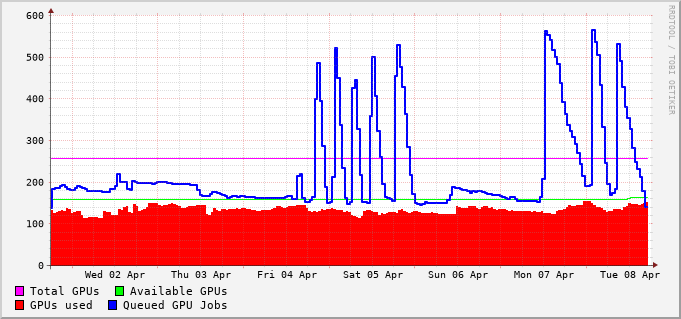 600
500
400
300
200
100
0
Wed 02 Apr Thu 03 Apr Fri 04 Apr Sat 05 Apr Sun 06 Apr Mon 07 Apr Tue 08 Apr
Total GPUs Available GPUs
GPUs used Queued GPU Jobs
RRDTOOL / TOBI OETIKER